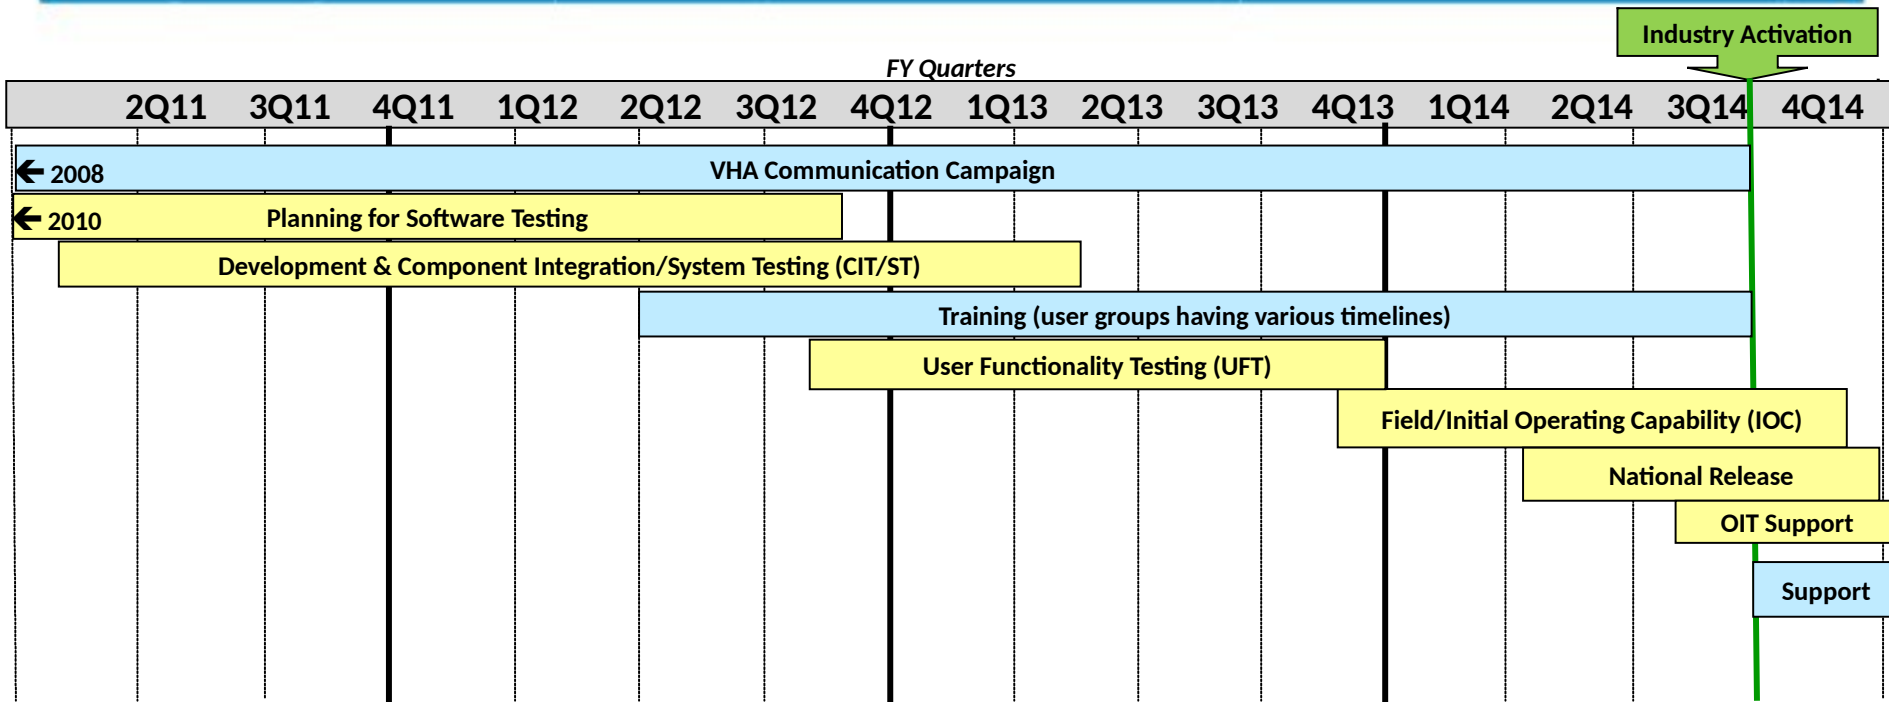 Industry Activation
FY Quarters
2Q11 3Q11 4Q11 1Q12 2Q12 3Q12 4Q12 1Q13 2Q13 3Q13 4Q13 1Q14 2Q14 3Q14 4Q14
← 2008 VHA Communication Campaign
← 2010 Planning for Software Testing
Development & Component Integration/System Testing (CIT/ST)
Training (user groups having various timelines)
User Functionality Testing (UFT)
Field/Initial Operating Capability (IOC)
National Release
OIT Support
Support